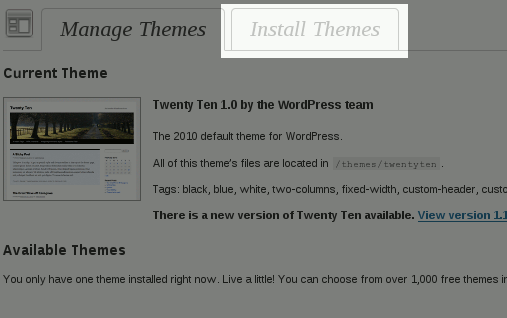 Manage Themes Install Themes
Current Theme
Twenty Ten
Twenty Ten 1.0 by the WordPress team
The 2010 default theme for WordPress.
All of this theme's files are located in /themes/twentyten .
Tags: black, blue, white, two-columns, fixed-width, custom-header, custo
There is a new version of Twenty Ten available. View version 1.1
Available Themes
You only have one theme installed right now. Live a little! You can choose from over 1,000 free themes in